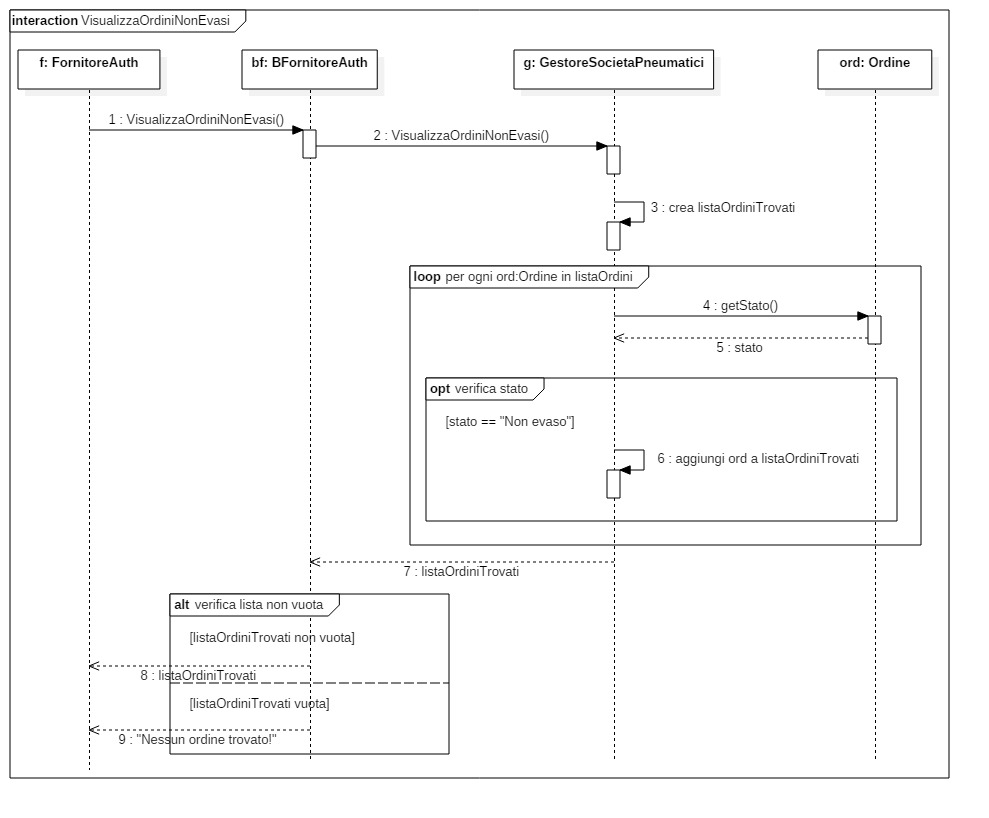 interaction VisualizzaOrdiniNonEvasi
f: FornitoreAuth
bf: BFornitoreAuth
g: GestoreSocietaPneumatici
ord: Ordine
1 : VisualizzaOrdiniNonEvasi()
2 : VisualizzaOrdiniNonEvasi()
3 : crea listaOrdiniTrovati
loop per ogni ord:Ordine in listaOrdini
4 : getStato()
5 : stato
opt verifica stato
[stato == "Non evaso"]
6 : aggiungi ord a listaOrdiniTrovati
7 : listaOrdiniTrovati
alt verifica lista non vuota
[listaOrdiniTrovati non vuota]
8 : listaOrdiniTrovati
[listaOrdiniTrovati vuota]
9 : "Nessun ordine trovato!"